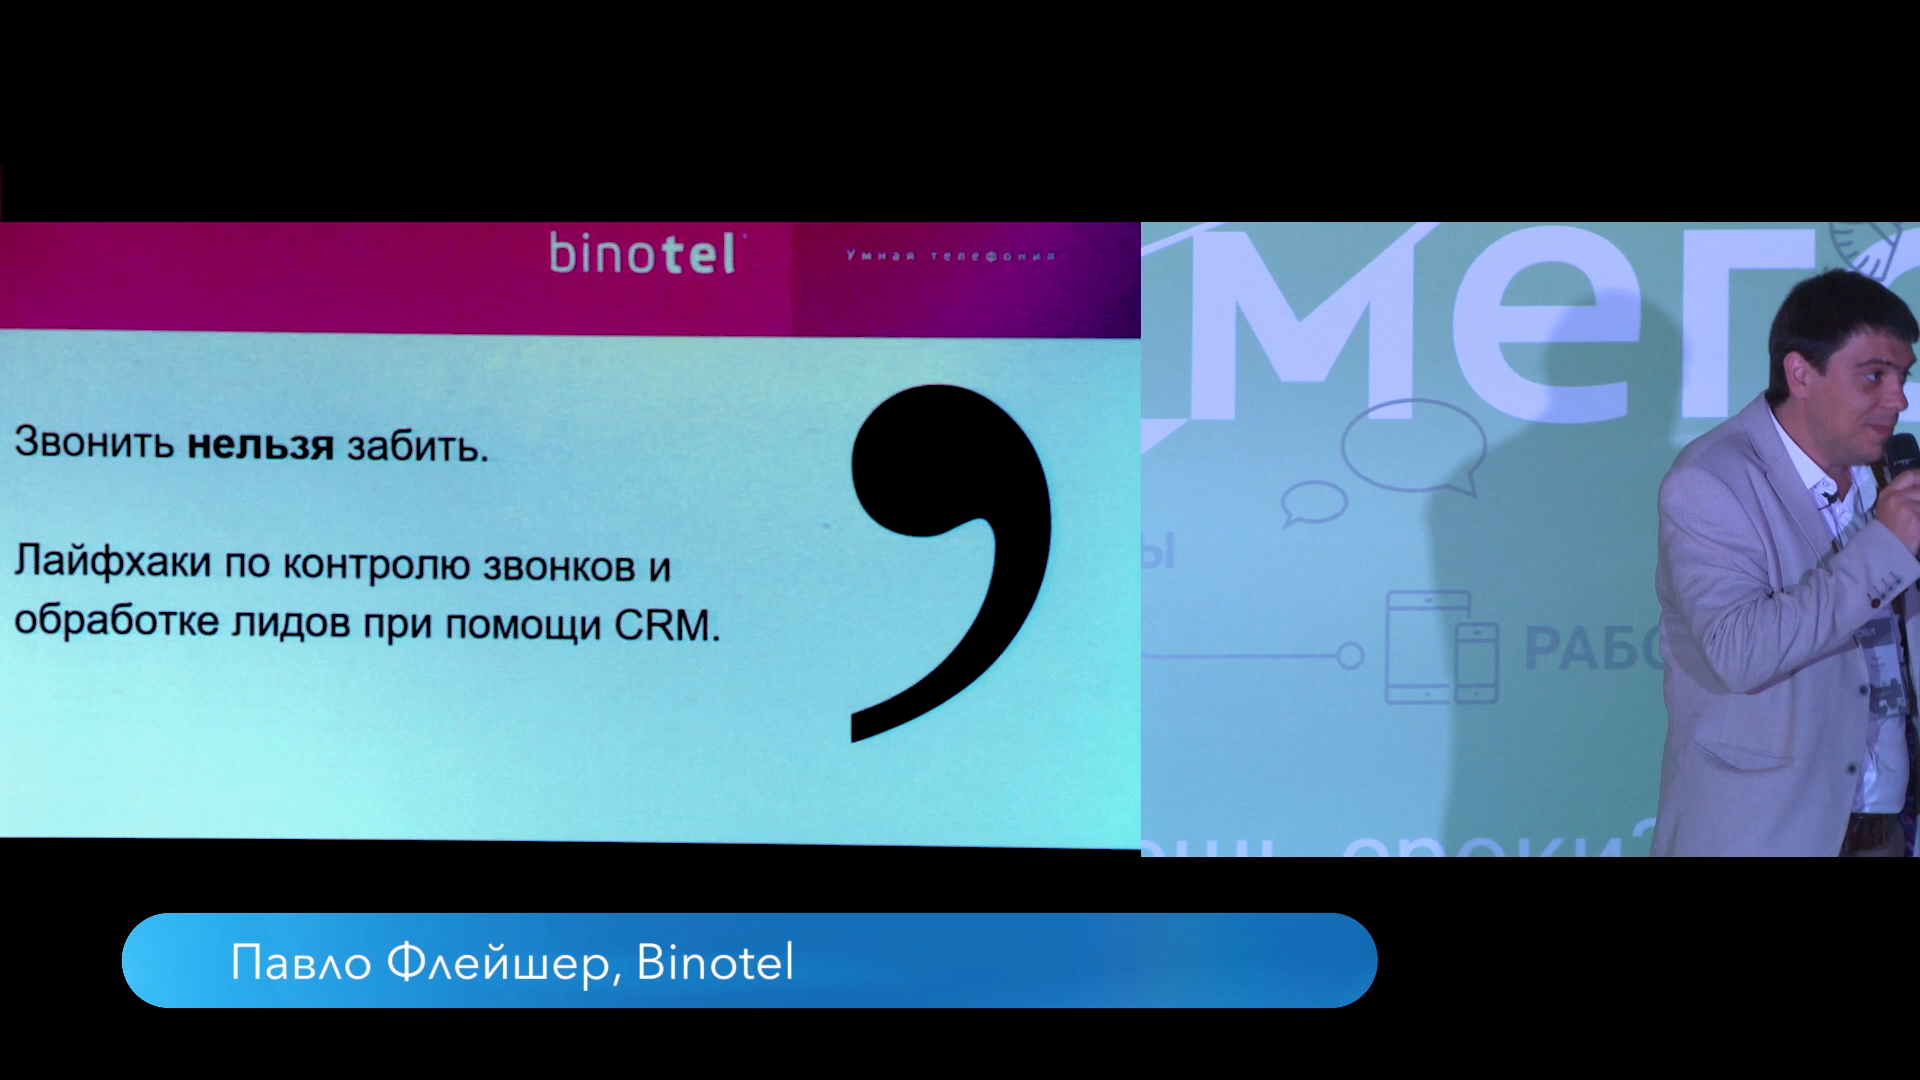 binotel
Умная телефония
Звонить нельзя забить.
Лайфхаки по контролю звонков и
обработке лидов при помощи CRM.
мег
РАБО
Павло Флейшер, Binotel